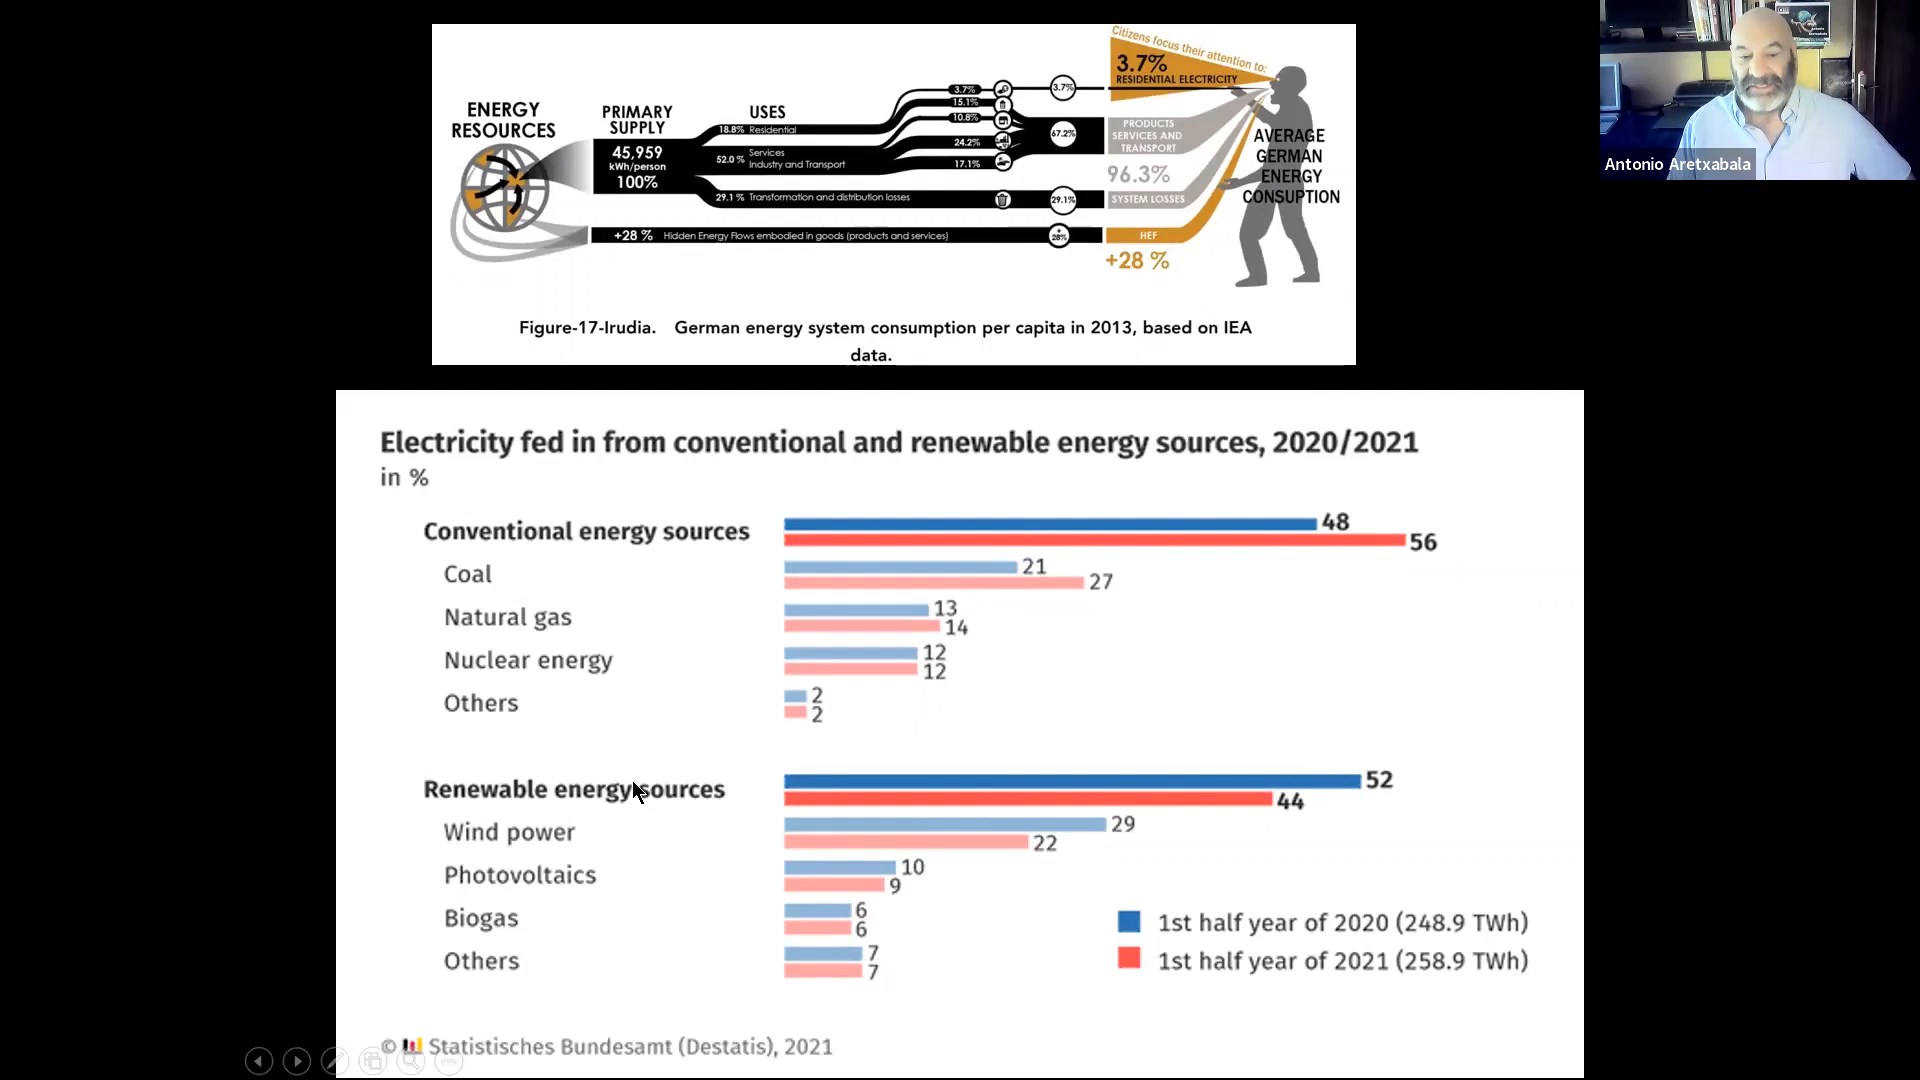 Citizens focus their attention to:
3.7%
RESIDENTIAL ELECTRICITY
ENERGY
RESOURCES
PRIMARY
SUPPLY
USES
45,959
kWh/person
100%
18.8% Residential
52.0 % Services
Industry and Transport
29.1 % Transformation and distribution losses
3.7%
15.1%
10.8%
24.2%
17.1%
3.7%
67.2%
29.1%
PRODUCTS
SERVICES AND
TRANSPORT
96.3%
SYSTEM LOSSES
AVERAGE
GERMAN
ENERGY
CONSUPTION
+28 % Hidden Energy Flows embodied in goods (products and services)
+
28%
HEF
+28 %
Figure-17-Irudia. German energy system consumption per capita in 2013, based on IEA
data.
Antonio Aretxabala
Electricity fed in from conventional and renewable energy sources, 2020/2021
in %
Conventional energy sources 48
56
Coal 21
27
Natural gas 13
14
Nuclear energy 12
12
Others 2
2
Renewable energy sources 52
44
Wind power 29
22
Photovoltaics 10
9
Biogas 6
6
Others 7
7
1st half year of 2020 (248.9 TWh)
1st half year of 2021 (258.9 TWh)
© Statistisches Bundesamt (Destatis), 2021